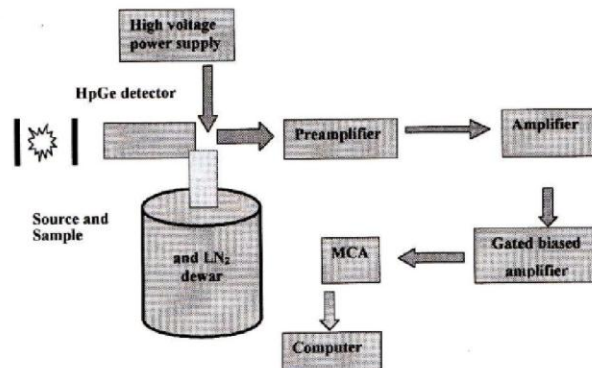 High voltage
power supply
HpGe detector
Preamplifier
Amplifier
Source and
Sample
and LN₂
dewar
MCA
Gated biased
amplifier
Computer